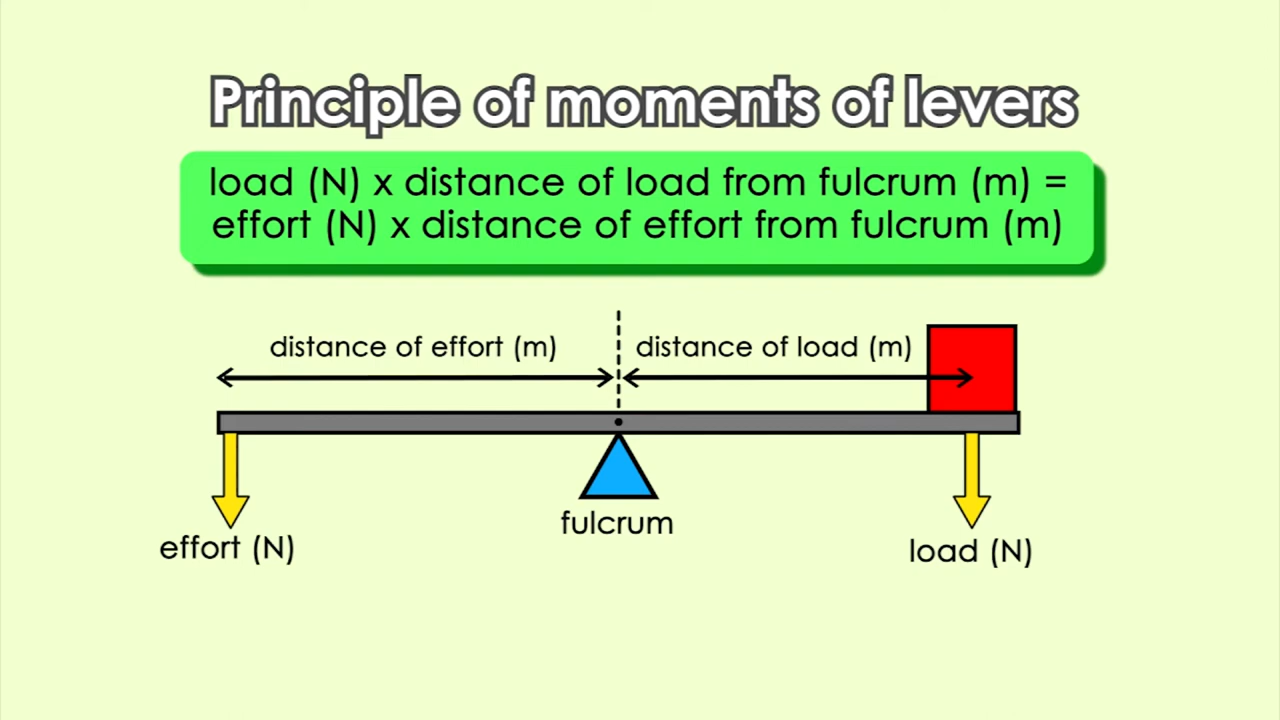 Principle of moments of levers
load (N) x distance of load from fulcrum (m) =
effort (N) x distance of effort from fulcrum (m)
distance of effort (m)
distance of load (m)
fulcrum
effort (N)
load (N)